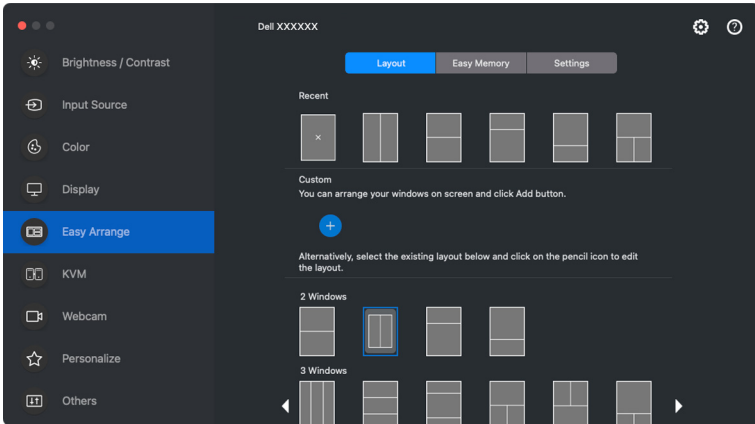 Dell XXXXXX
Brightness / Contrast
Input Source
Color
Display
Easy Arrange
KVM
Webcam
Personalize
Others
Layout
Easy Memory
Settings
Recent
Custom
You can arrange your windows on screen and click Add button.
Alternatively, select the existing layout below and click on the pencil icon to edit
the layout.
2 Windows
3 Windows